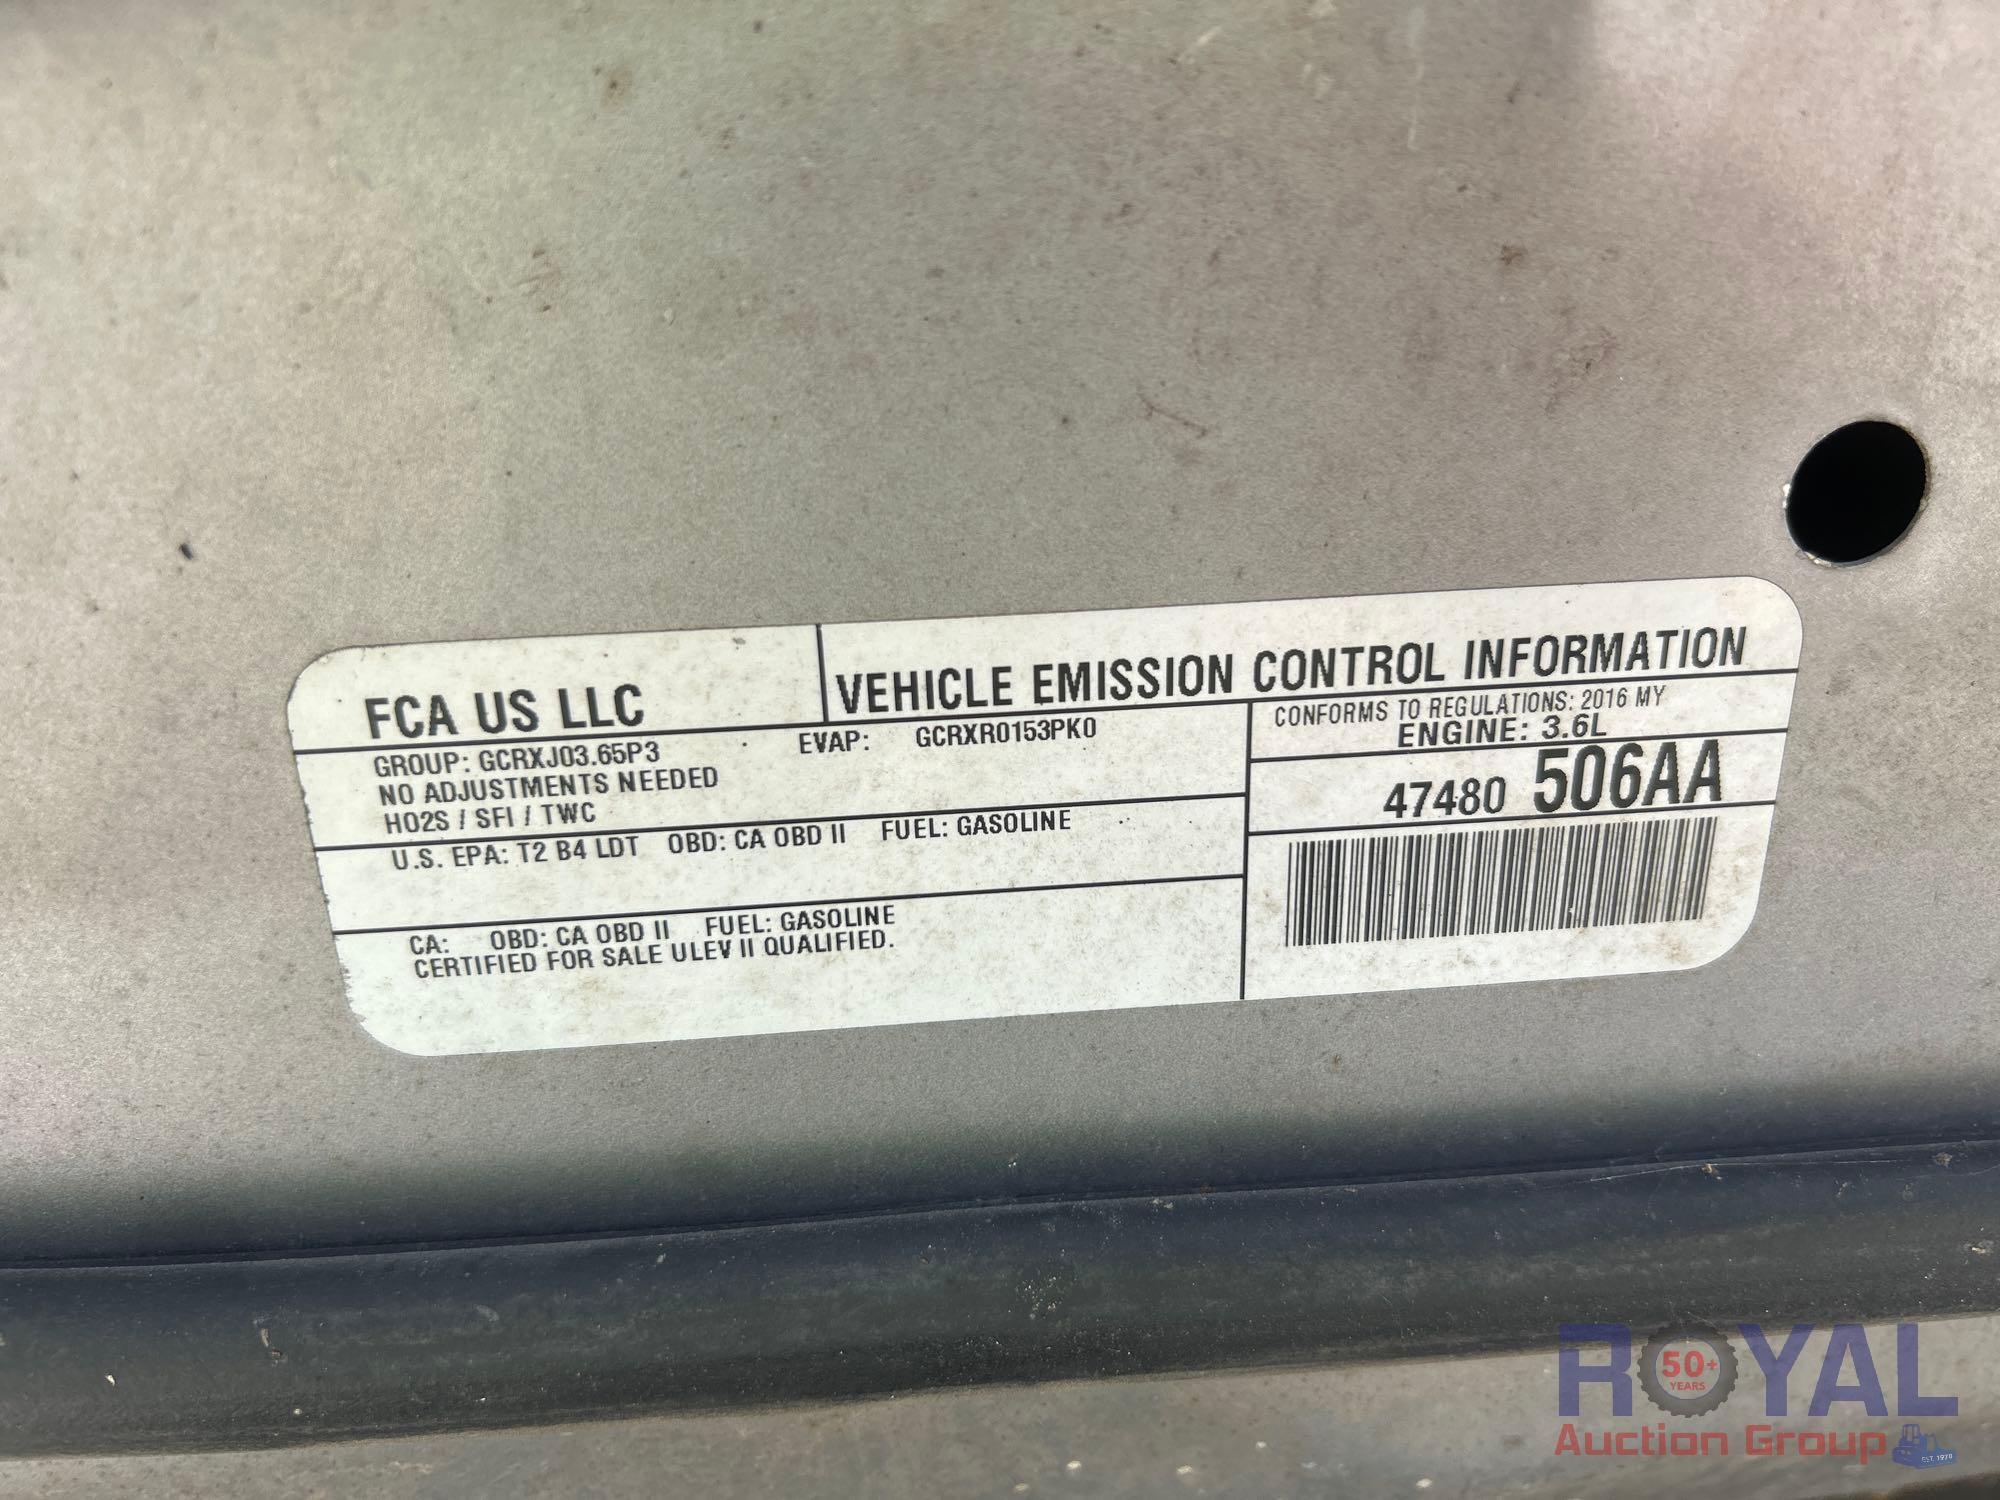 FCA US LLC
VEHICLE EMISSION CONTROL INFORMATION
GROUP: GCRXJ03.65P3 EVAP: GCRXR0153PK0
NO ADJUSTMENTS NEEDED
HO2S / SFI / TWC
U.S. EPA: T2 B4 LDT OBD: CA OBD II FUEL: GASOLINE
CA: OBD: CA OBD II FUEL: GASOLINE
CERTIFIED FOR SALE ULEV II QUALIFIED.
CONFORMS TO REGULATIONS: 2016 MY
ENGINE: 3.6L
47480 506AA
ROYAL
50+
YEARS
Auction Group
EST. 1970